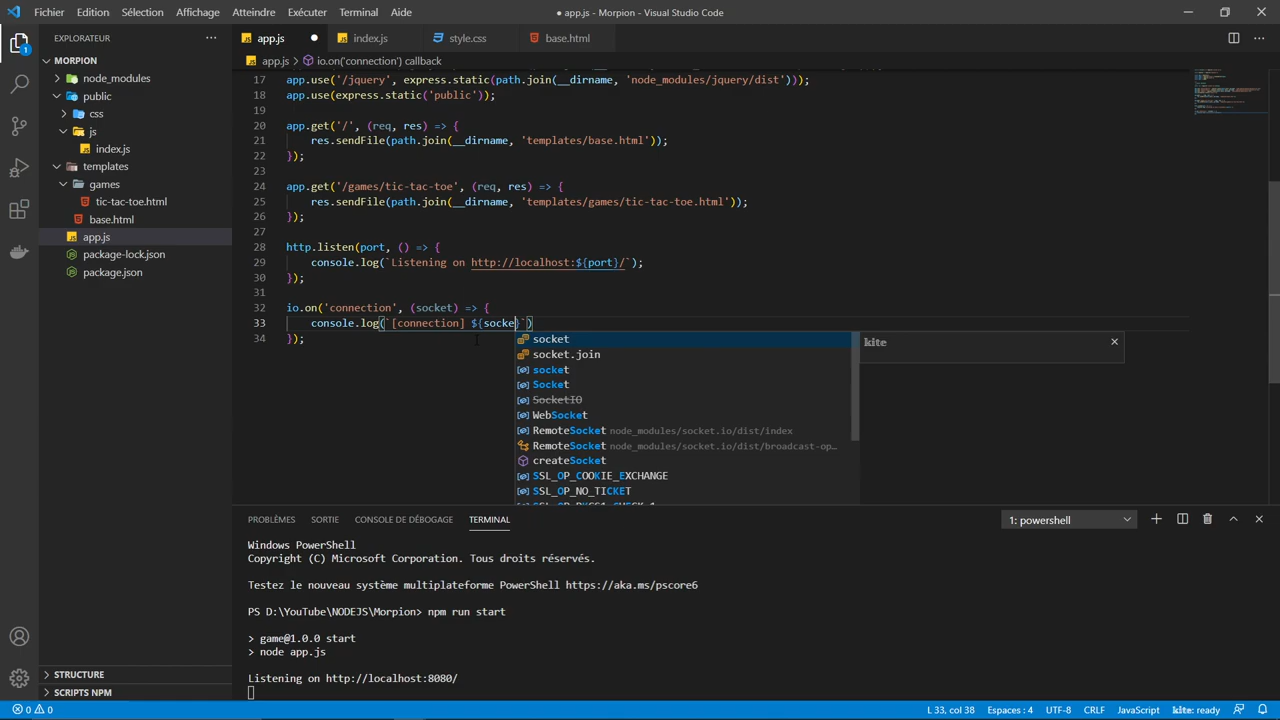 Fichier Edition Sélection Affichage Atteindre Exécuter Terminal Aide
● app.js - Morpion - Visual Studio Code
EXPLORATEUR
MORPION
node_modules
public
css
js
index.js
templates
games
tic-tac-toe.html
base.html
app.js
package-lock.json
package.json
STRUCTURE
SCRIPTS NPM
1
app.js
index.js
style.css
base.html
app.js > io.on('connection') callback
17 app.use('/jquery', express.static(path.join(__dirname, 'node_modules/jquery/dist')));
18 app.use(express.static('public'));
19
20 app.get('/', (req, res) => {
21 res.sendFile(path.join(__dirname, 'templates/base.html'));
22 });
23
24 app.get('/games/tic-tac-toe', (req, res) => {
25 res.sendFile(path.join(__dirname, 'templates/games/tic-tac-toe.html'));
26 });
27
28 http.listen(port, () => {
29 console.log(`Listening on http://localhost:${port}/`);
30 });
31
32 io.on('connection', (socket) => {
33 console.log(`[connection] ${socke}`)
34 });
socket
socket.join
socket
Socket
SocketIO
WebSocket
RemoteSocket node_modules/socket.io/dist/index
RemoteSocket node_modules/socket.io/dist/broadcast-op…
createSocket
SSL_OP_COOKIE_EXCHANGE
SSL_OP_NO_TICKET
kite
PROBLÈMES SORTIE CONSOLE DE DÉBOGAGE TERMINAL
1: powershell
Windows PowerShell
Copyright (C) Microsoft Corporation. Tous droits réservés.
Testez le nouveau système multiplateforme PowerShell https://aka.ms/pscore6
PS D:\YouTube\NODEJS\Morpion> npm run start
> game@1.0.0 start
> node app.js
Listening on http://localhost:8080/
0 0
L 33, col 38 Espaces : 4 UTF-8 CRLF JavaScript kite: ready